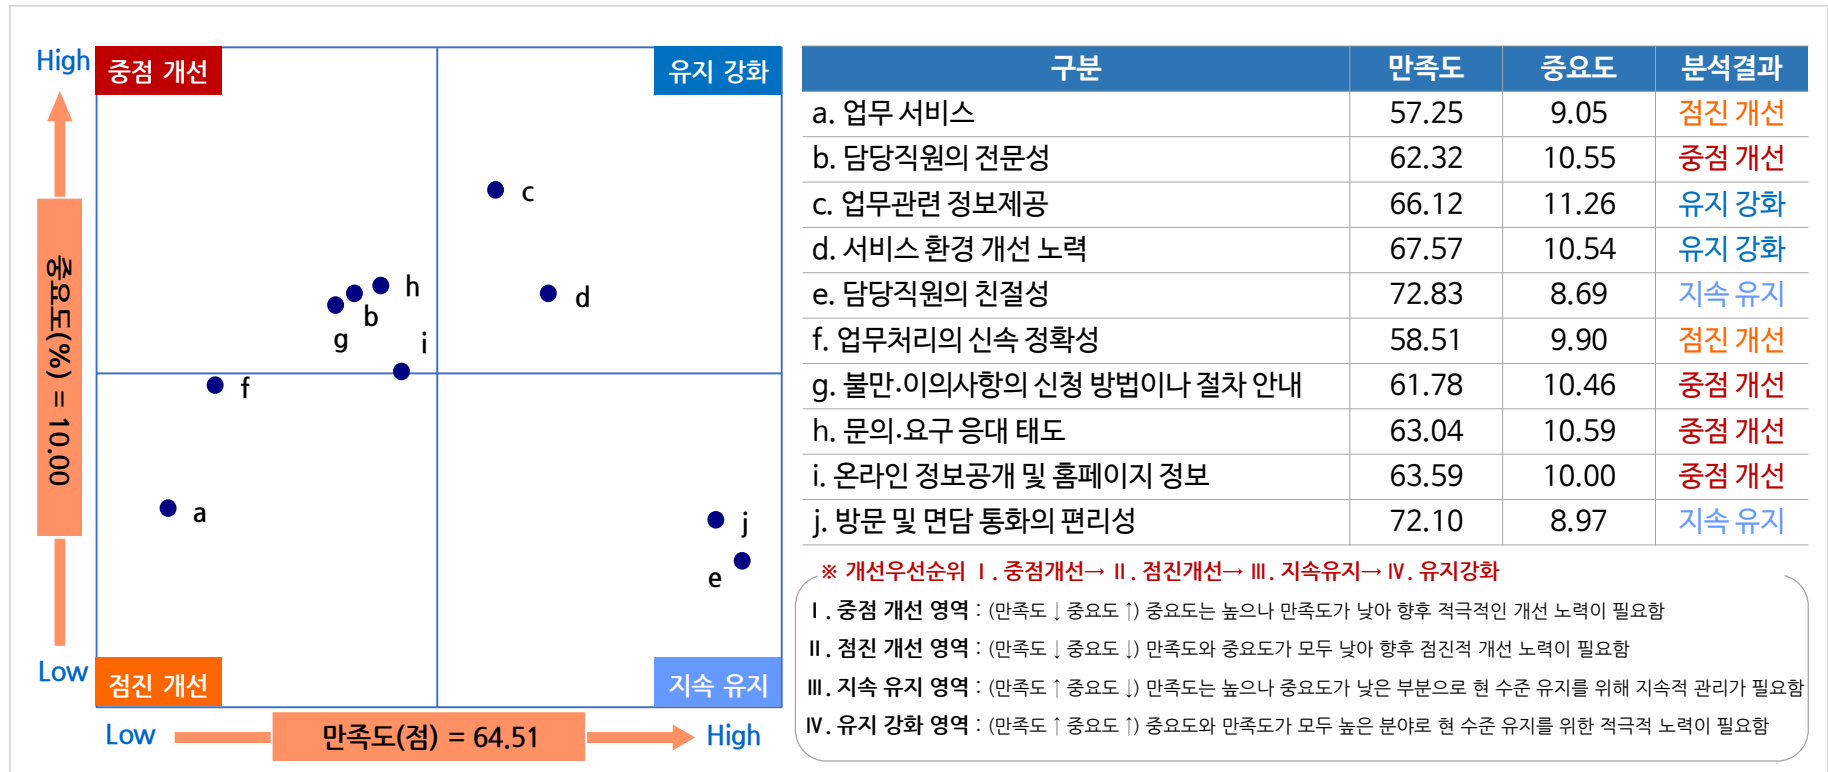 High
중점 개선
유지 강화
c
h
b
d
g
i
f
a
j
e
중요도(%) = 10.00
Low
점진 개선
지속 유지
Low
만족도(점) = 64.51
High
구분 만족도 중요도 분석결과
a. 업무 서비스 57.25 9.05 점진 개선
b. 담당직원의 전문성 62.32 10.55 중점 개선
c. 업무관련 정보제공 66.12 11.26 유지 강화
d. 서비스 환경 개선 노력 67.57 10.54 유지 강화
e. 담당직원의 친절성 72.83 8.69 지속 유지
f. 업무처리의 신속 정확성 58.51 9.90 점진 개선
g. 불만·이의사항의 신청 방법이나 절차 안내 61.78 10.46 중점 개선
h. 문의·요구 응대 태도 63.04 10.59 중점 개선
i. 온라인 정보공개 및 홈페이지 정보 63.59 10.00 중점 개선
j. 방문 및 면담 통화의 편리성 72.10 8.97 지속 유지
※ 개선우선순위 Ⅰ. 중점개선→ Ⅱ. 점진개선→ Ⅲ. 지속유지→ Ⅳ. 유지강화
Ⅰ. 중점 개선 영역 : (만족도↓ 중요도↑) 중요도는 높으나 만족도가 낮아 향후 적극적인 개선 노력이 필요함
Ⅱ. 점진 개선 영역 : (만족도↓ 중요도↓) 만족도와 중요도가 모두 낮아 향후 점진적 개선 노력이 필요함
Ⅲ. 지속 유지 영역 : (만족도↑ 중요도↓) 만족도는 높으나 중요도가 낮은 부분으로 현 수준 유지를 위해 지속적 관리가 필요함
Ⅳ. 유지 강화 영역 : (만족도↑ 중요도↑) 중요도와 만족도가 모두 높은 분야로 현 수준 유지를 위한 적극적 노력이 필요함